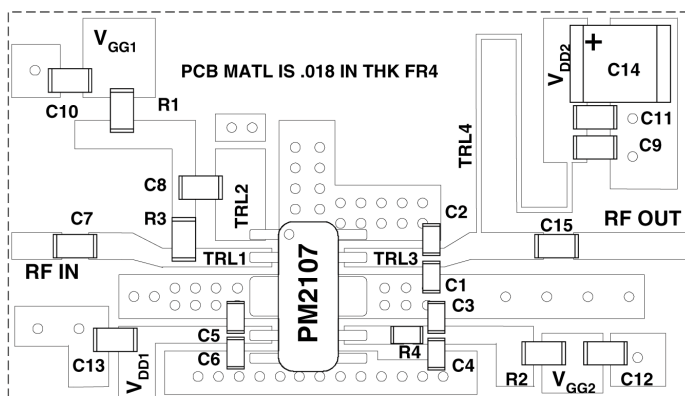 V_GG1
V_DD2
+
C14
PCB MATL IS .018 IN THK FR4
C10
R1
C11
TRL4
C9
C8
TRL2
C7
R3
C2
C15
RF OUT
RF IN
TRL1
TRL3
PM2107
C1
C3
C5
C13
V_DD1
C6
R4
C4
R2
V_GG2
C12